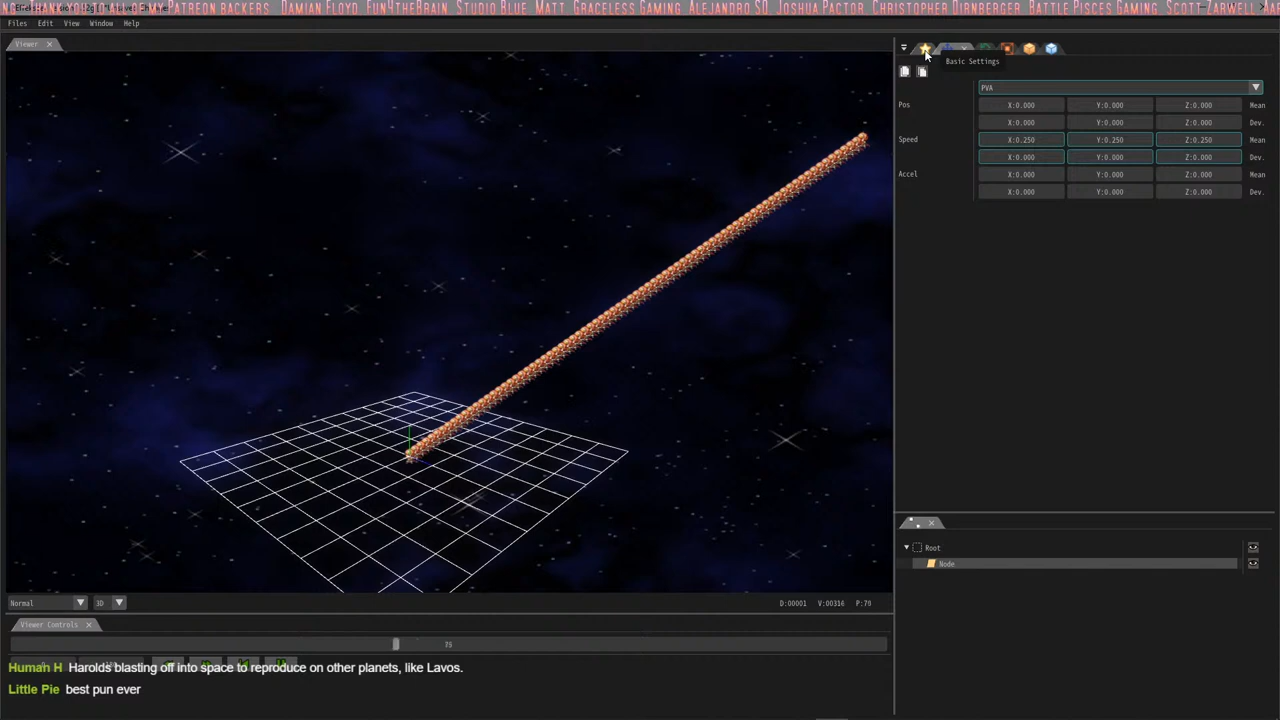 Patreon Backers Damian Floyd Fun4TheBrain Studio Blue Matt Graceless Gaming Alejandro SD Joshua Pactor Christopher Dirnberger Battle Pisces Gaming Scott Zarwell
Files Edit View Window Help
Viewer
Basic Settings
PVA
Pos X:0.000 Y:0.000 Z:0.000 Mean
X:0.000 Y:0.000 Z:0.000 Dev.
Speed X:0.250 Y:0.250 Z:0.250 Mean
X:0.000 Y:0.000 Z:0.000 Dev.
Accel X:0.000 Y:0.000 Z:0.000 Mean
X:0.000 Y:0.000 Z:0.000 Dev.
Root
Node
Normal 3D D:00001 V:00316 P:79
Viewer Controls
Human H Harolds blasting off into space to reproduce on other planets, like Lavos.
Little Pie best pun ever